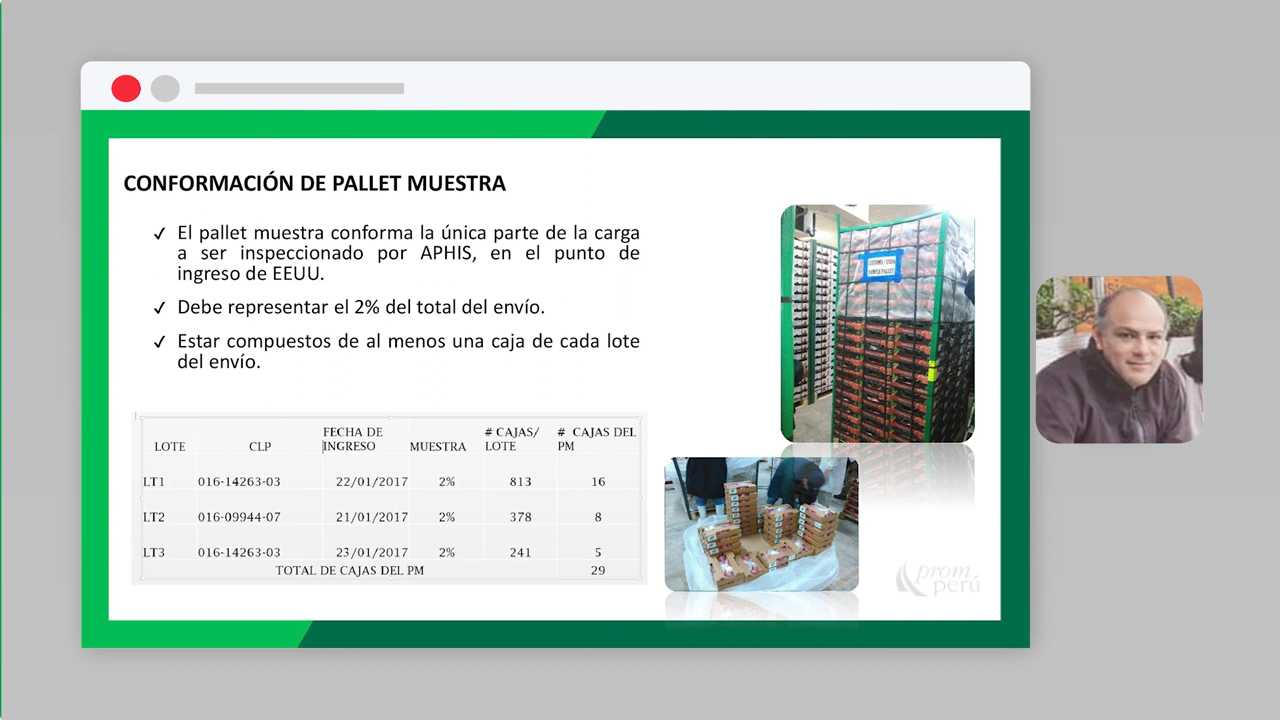 CONFORMACIÓN DE PALLET MUESTRA
✓ El pallet muestra conforma la única parte de la carga
a ser inspeccionado por APHIS, en el punto de
ingreso de EEUU.
✓ Debe representar el 2% del total del envío.
✓ Estar compuestos de al menos una caja de cada lote
del envío.
LOTE CLP FECHA DE INGRESO MUESTRA # CAJAS/ LOTE # CAJAS DEL PM
LT1 016-14263-03 22/01/2017 2% 813 16
LT2 016-09944-07 21/01/2017 2% 378 8
LT3 016-14263-03 23/01/2017 2% 241 5
TOTAL DE CAJAS DEL PM 29
SAMPLE PALLET
prom
perú